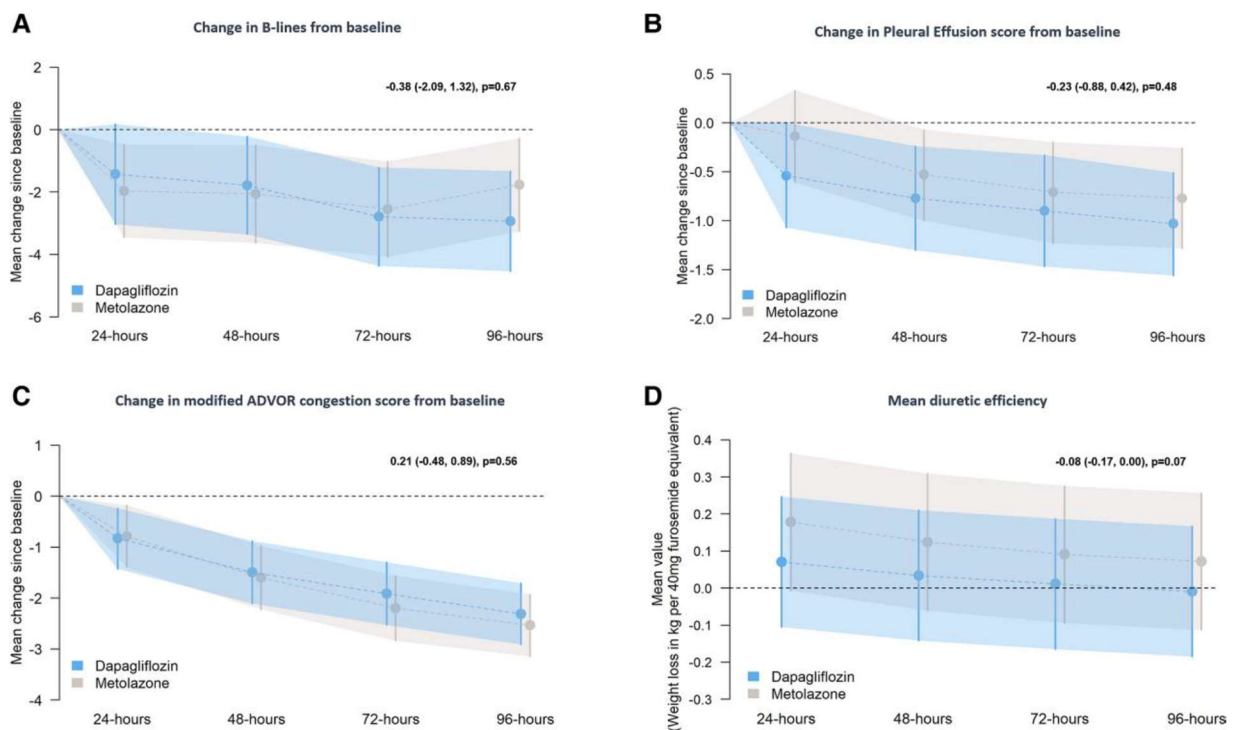 A
Change in B-lines from baseline
-0.38 (-2.09, 1.32), p=0.67
Mean change since baseline
2
0
-2
-4
-6
Dapagliflozin
Metolazone
24-hours
48-hours
72-hours
96-hours
B
Change in Pleural Effusion score from baseline
-0.23 (-0.88, 0.42), p=0.48
Mean change since baseline
0.5
0.0
-0.5
-1.0
-1.5
-2.0
Dapagliflozin
Metolazone
24-hours
48-hours
72-hours
96-hours
C
Change in modified ADVOR congestion score from baseline
0.21 (-0.48, 0.89), p=0.56
Mean change since baseline
1
0
-1
-2
-3
-4
Dapagliflozin
Metolazone
24-hours
48-hours
72-hours
96-hours
D
Mean diuretic efficiency
-0.08 (-0.17, 0.00), p=0.07
Mean value
(Weight loss in kg per 40mg furosemide equivalent)
0.4
0.3
0.2
0.1
0.0
-0.1
-0.2
-0.3
Dapagliflozin
Metolazone
24-hours
48-hours
72-hours
96-hours